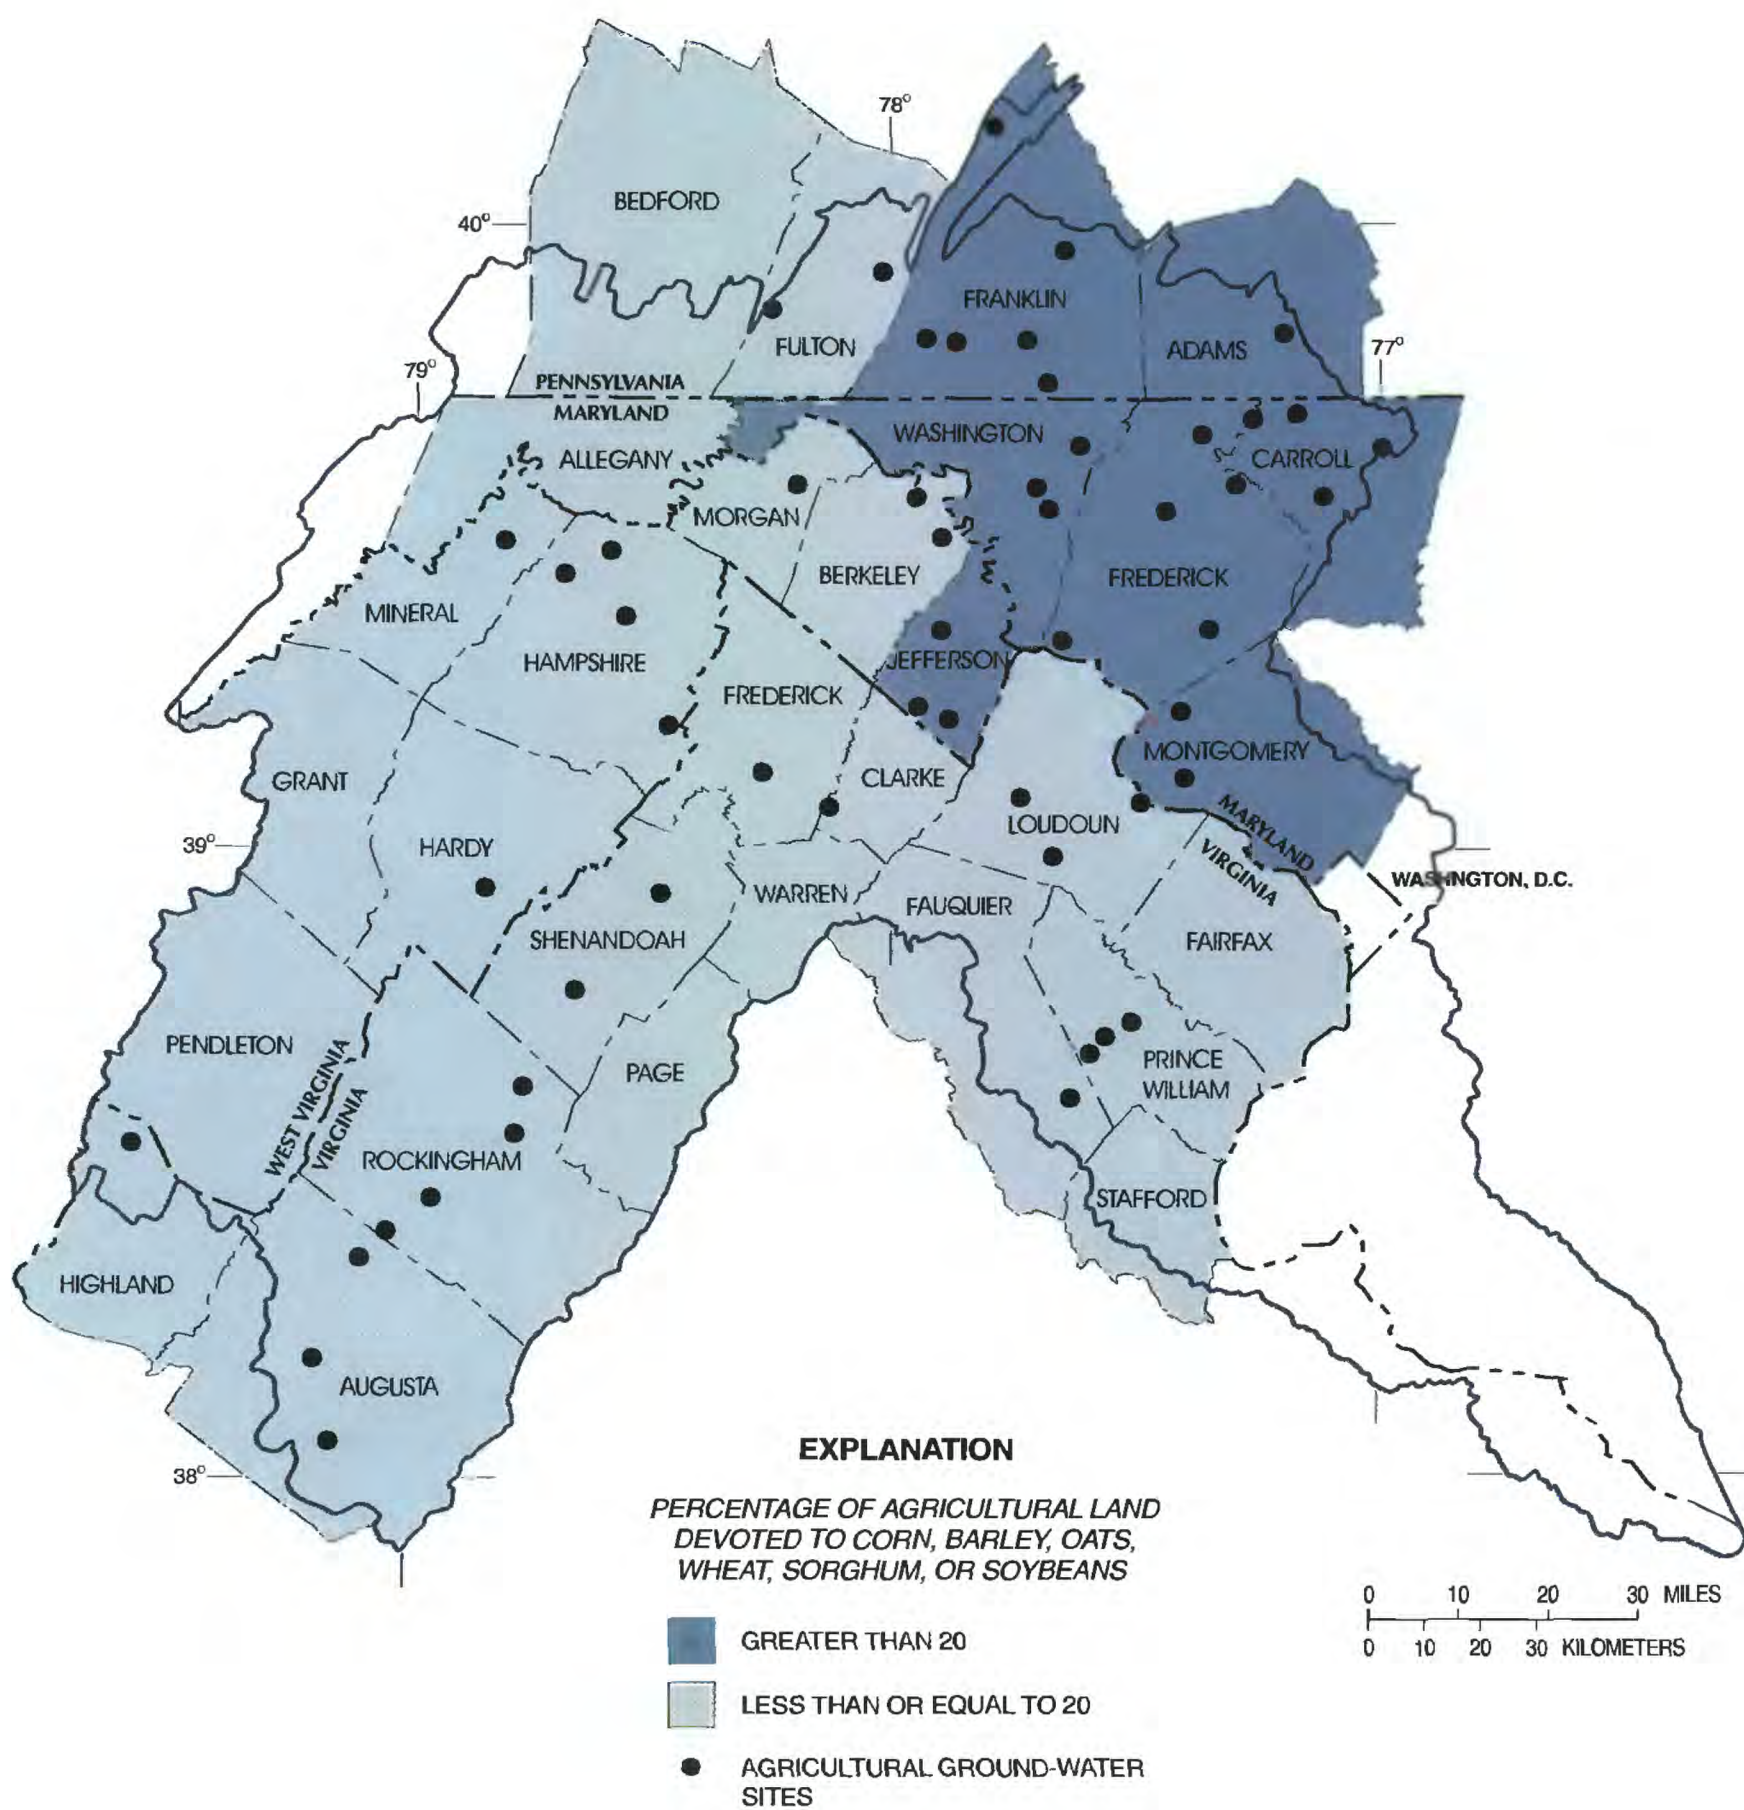 78°
BEDFORD
40°
FRANKLIN
FULTON
ADAMS
77°
79°
PENNSYLVANIA
MARYLAND
WASHINGTON
ALLEGANY
CARROLL
MORGAN
BERKELEY
FREDERICK
MINERAL
HAMPSHIRE
JEFFERSON
FREDERICK
MONTGOMERY
GRANT
CLARKE
LOUDOUN
MARYLAND
VIRGINIA
39°
HARDY
WASHINGTON, D.C.
WARREN
FAUQUIER
SHENANDOAH
FAIRFAX
PENDLETON
WEST VIRGINIA
VIRGINIA
PAGE
PRINCE
WILLIAM
ROCKINGHAM
STAFFORD
HIGHLAND
AUGUSTA
38°
EXPLANATION
PERCENTAGE OF AGRICULTURAL LAND
DEVOTED TO CORN, BARLEY, OATS,
WHEAT, SORGHUM, OR SOYBEANS
GREATER THAN 20
LESS THAN OR EQUAL TO 20
AGRICULTURAL GROUND-WATER
SITES
0 10 20 30 MILES
0 10 20 30 KILOMETERS